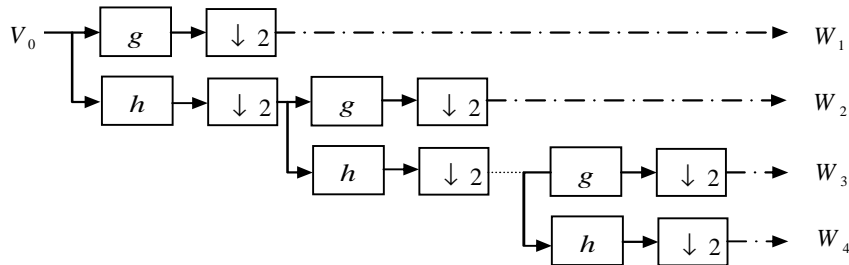 V0 g ↓ 2 W1
h ↓ 2 g ↓ 2 W2
h ↓ 2 g ↓ 2 W3
h ↓ 2 W4